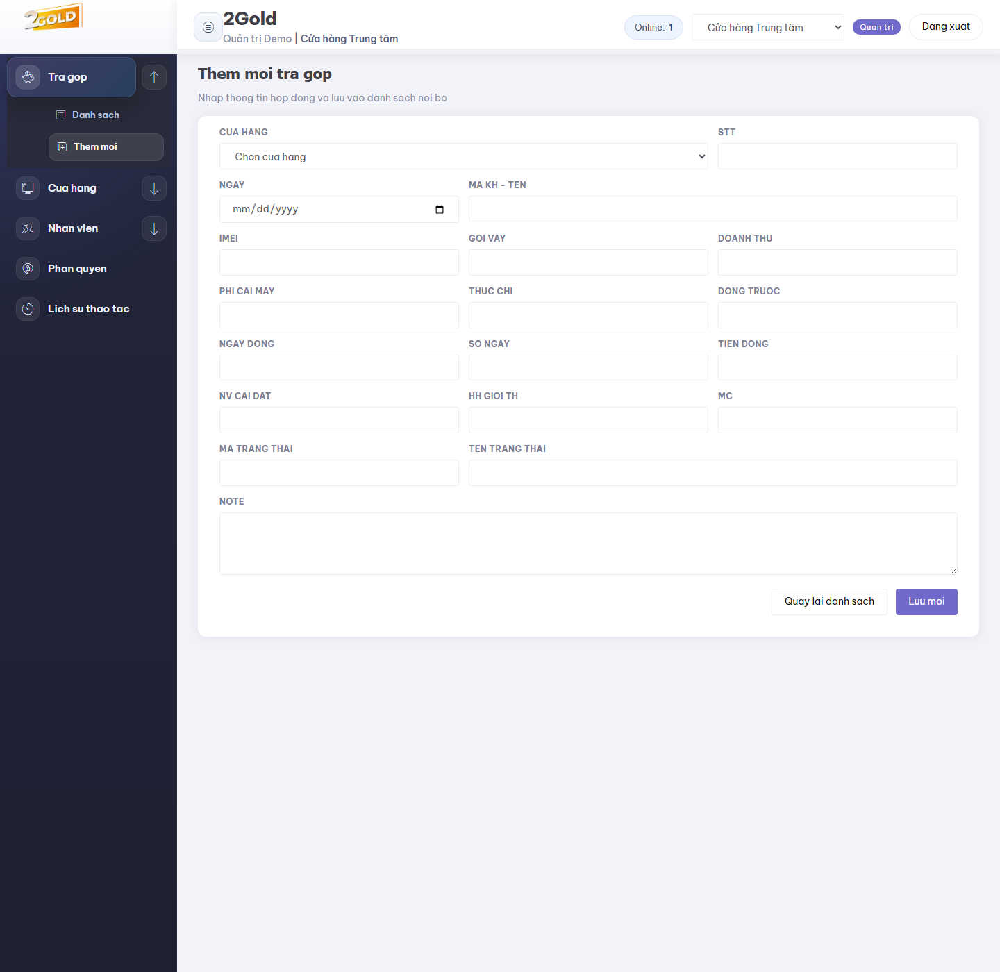 2GOLD
2Gold
Quản trị Demo | Cửa hàng Trung tâm
Online: 1
Cửa hàng Trung tâm
Quan tri
Dang xuat
Tra gop
Danh sach
Them moi
Cua hang
Nhan vien
Phan quyen
Lich su thao tac
Them moi tra gop
Nhap thong tin hop dong va luu vao danh sach noi bo
CUA HANG
STT
Chon cua hang
NGAY
MA KH - TEN
mm/dd/yyyy
IMEI
GOI VAY
DOANH THU
PHI CAI MAY
THUC CHI
DONG TRUOC
NGAY DONG
SO NGAY
TIEN DONG
NV CAI DAT
HH GIOI TH
MC
MA TRANG THAI
TEN TRANG THAI
NOTE
Quay lai danh sach
Luu moi